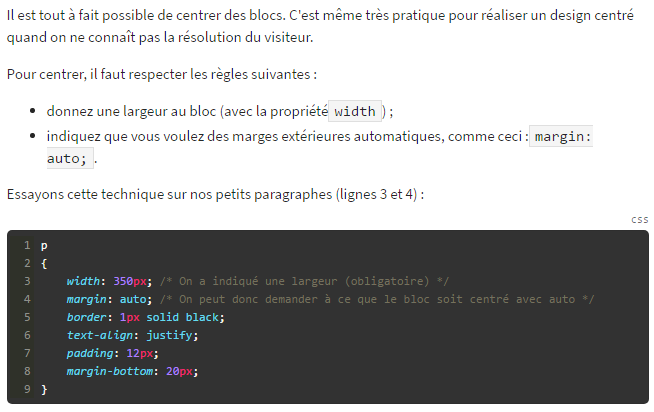 Il est tout à fait possible de centrer des blocs. C'est même très pratique pour réaliser un design centré
quand on ne connaît pas la résolution du visiteur.
Pour centrer, il faut respecter les règles suivantes :
• donnez une largeur au bloc (avec la propriété width ) ;
• indiquez que vous voulez des marges extérieures automatiques, comme ceci : margin:
auto; .
Essayons cette technique sur nos petits paragraphes (lignes 3 et 4) :
css
1 p
2 {
3 width: 350px; /* On a indiqué une largeur (obligatoire) */
4 margin: auto; /* On peut donc demander à ce que le bloc soit centré avec auto */
5 border: 1px solid black;
6 text-align: justify;
7 padding: 12px;
8 margin-bottom: 20px;
9 }